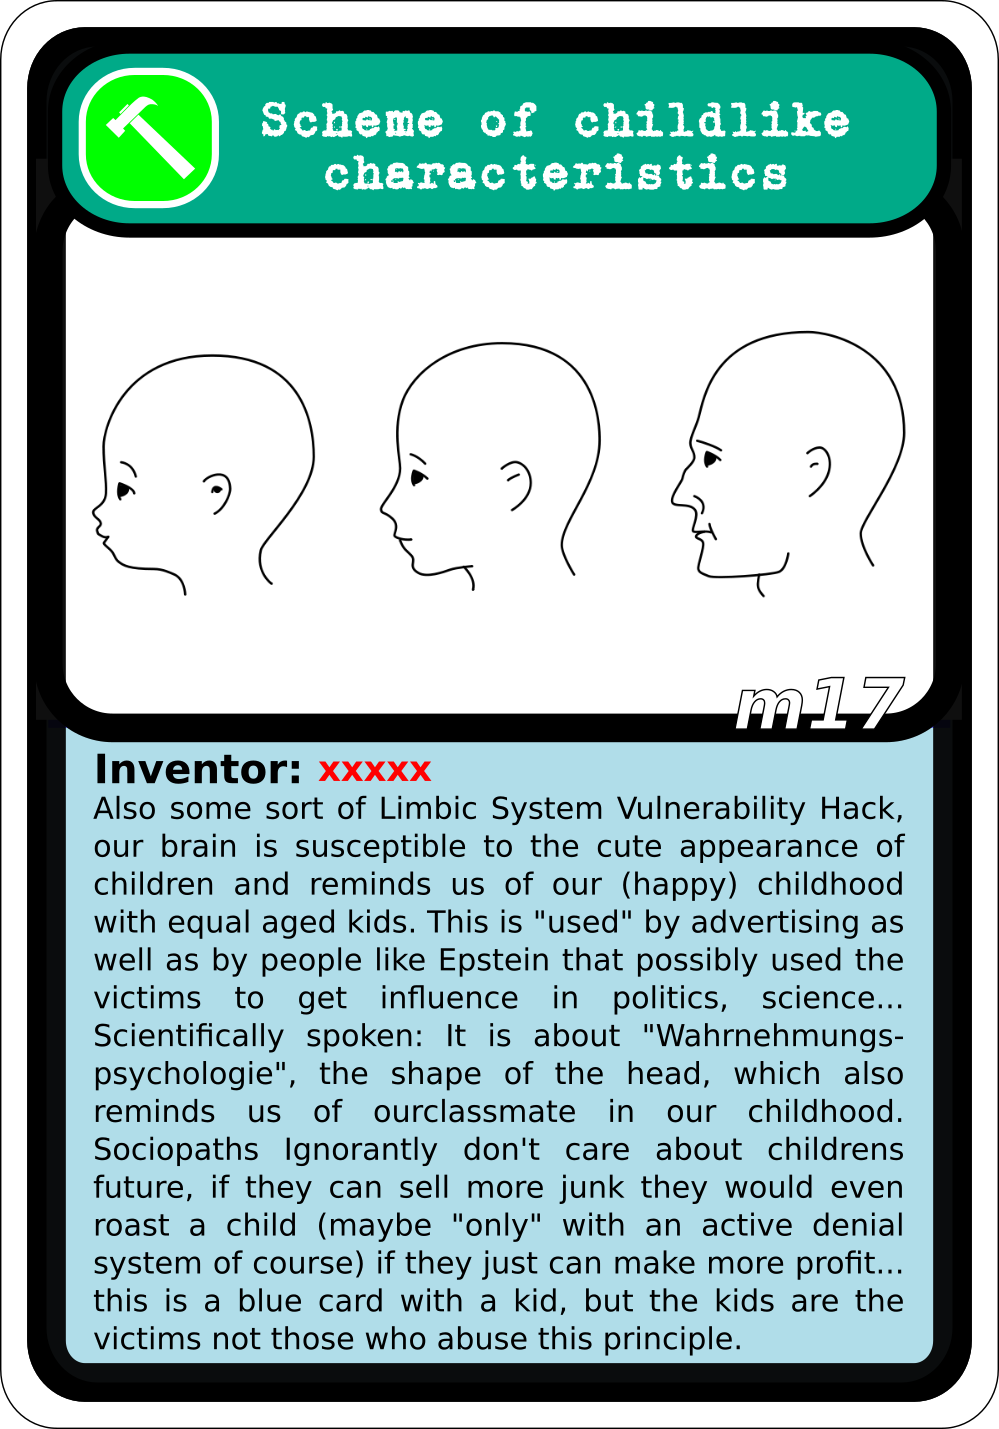 Scheme of childlike
characteristics
m17
Inventor: xxxxx
Also some sort of Limbic System Vulnerability Hack,
our brain is susceptible to the cute appearance of
children and reminds us of our (happy) childhood
with equal aged kids. This is "used" by advertising as
well as by people like Epstein that possibly used the
victims to get influence in politics, science...
Scientifically spoken: It is about "Wahrnehmungs-
psychologie", the shape of the head, which also
reminds us of ourclassmate in our childhood.
Sociopaths Ignorantly don't care about childrens
future, if they can sell more junk they would even
roast a child (maybe "only" with an active denial
system of course) if they just can make more profit...
this is a blue card with a kid, but the kids are the
victims not those who abuse this principle.